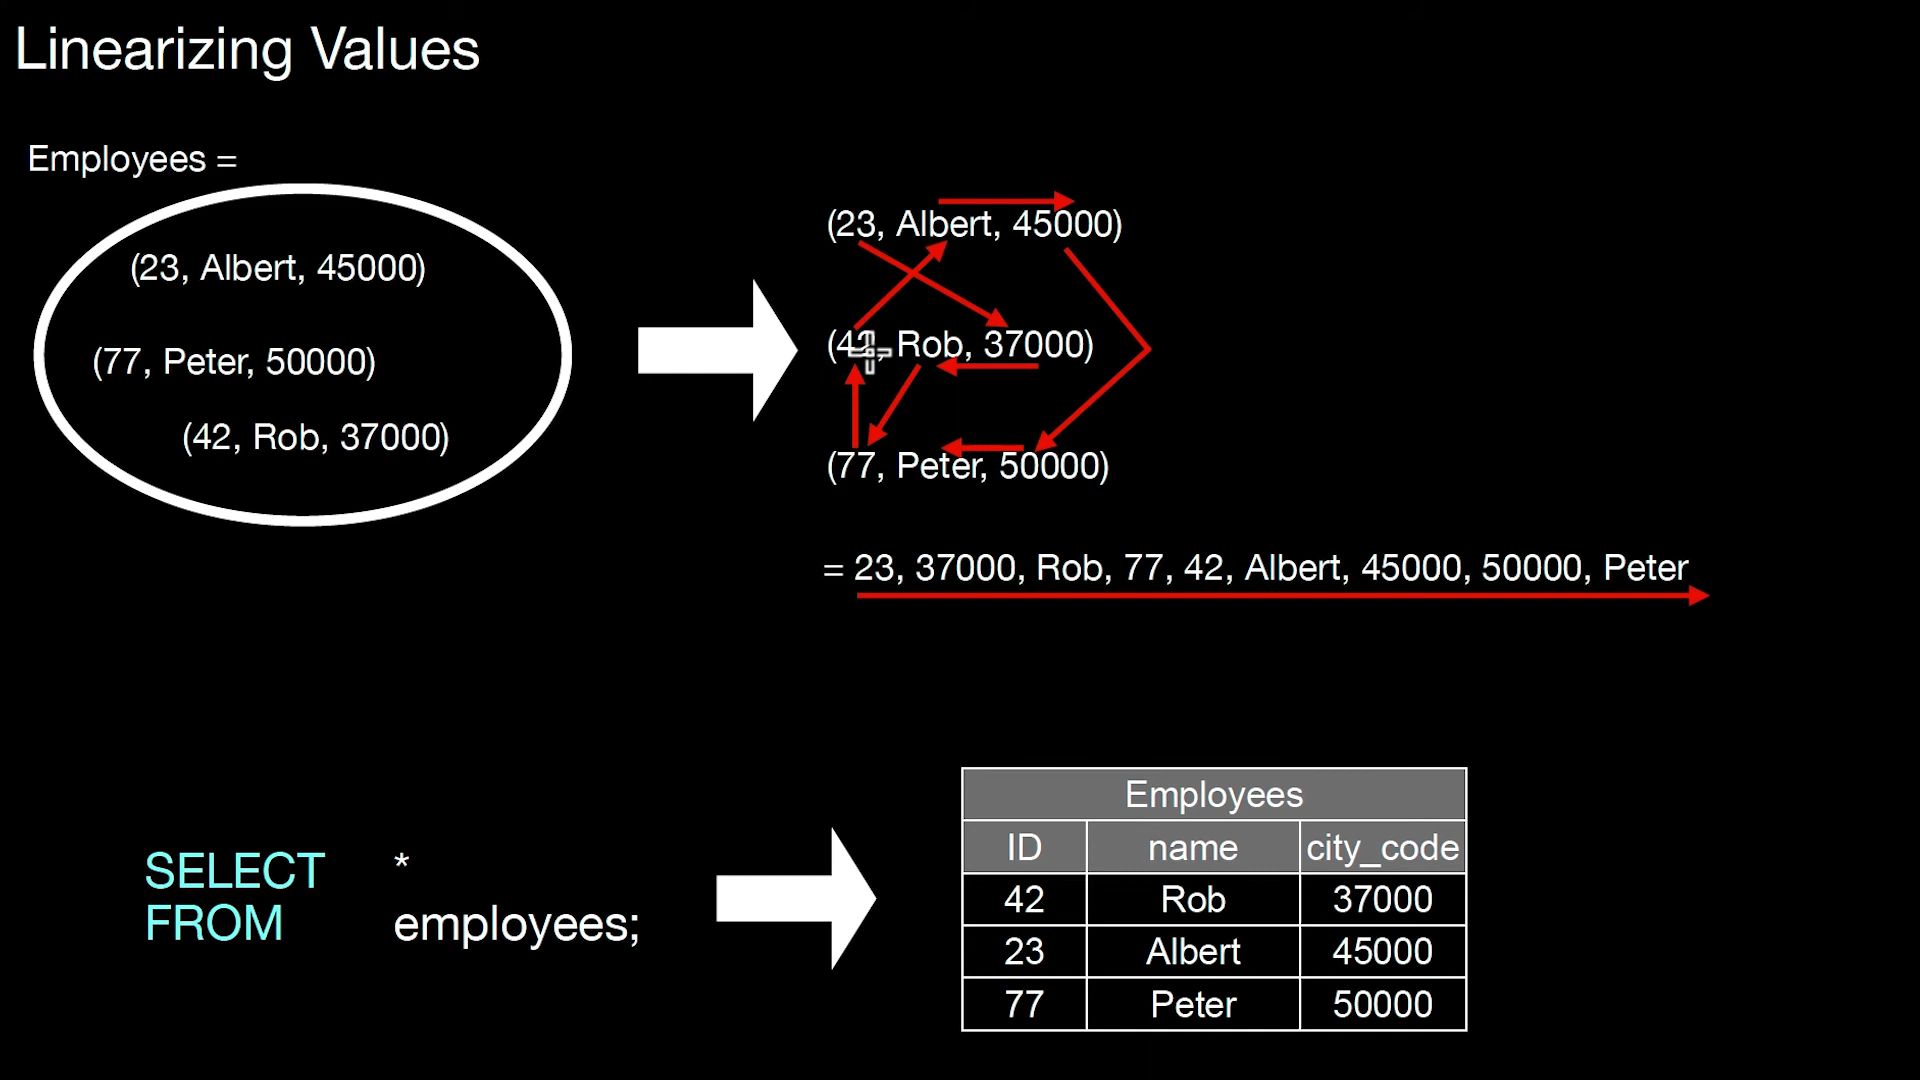 Linearizing Values
Employees =
(23, Albert, 45000)
(77, Peter, 50000)
(42, Rob, 37000)
(23, Albert, 45000)
(42, Rob, 37000)
(77, Peter, 50000)
= 23, 37000, Rob, 77, 42, Albert, 45000, 50000, Peter
SELECT *
FROM employees;
Employees
ID name city_code
42 Rob 37000
23 Albert 45000
77 Peter 50000